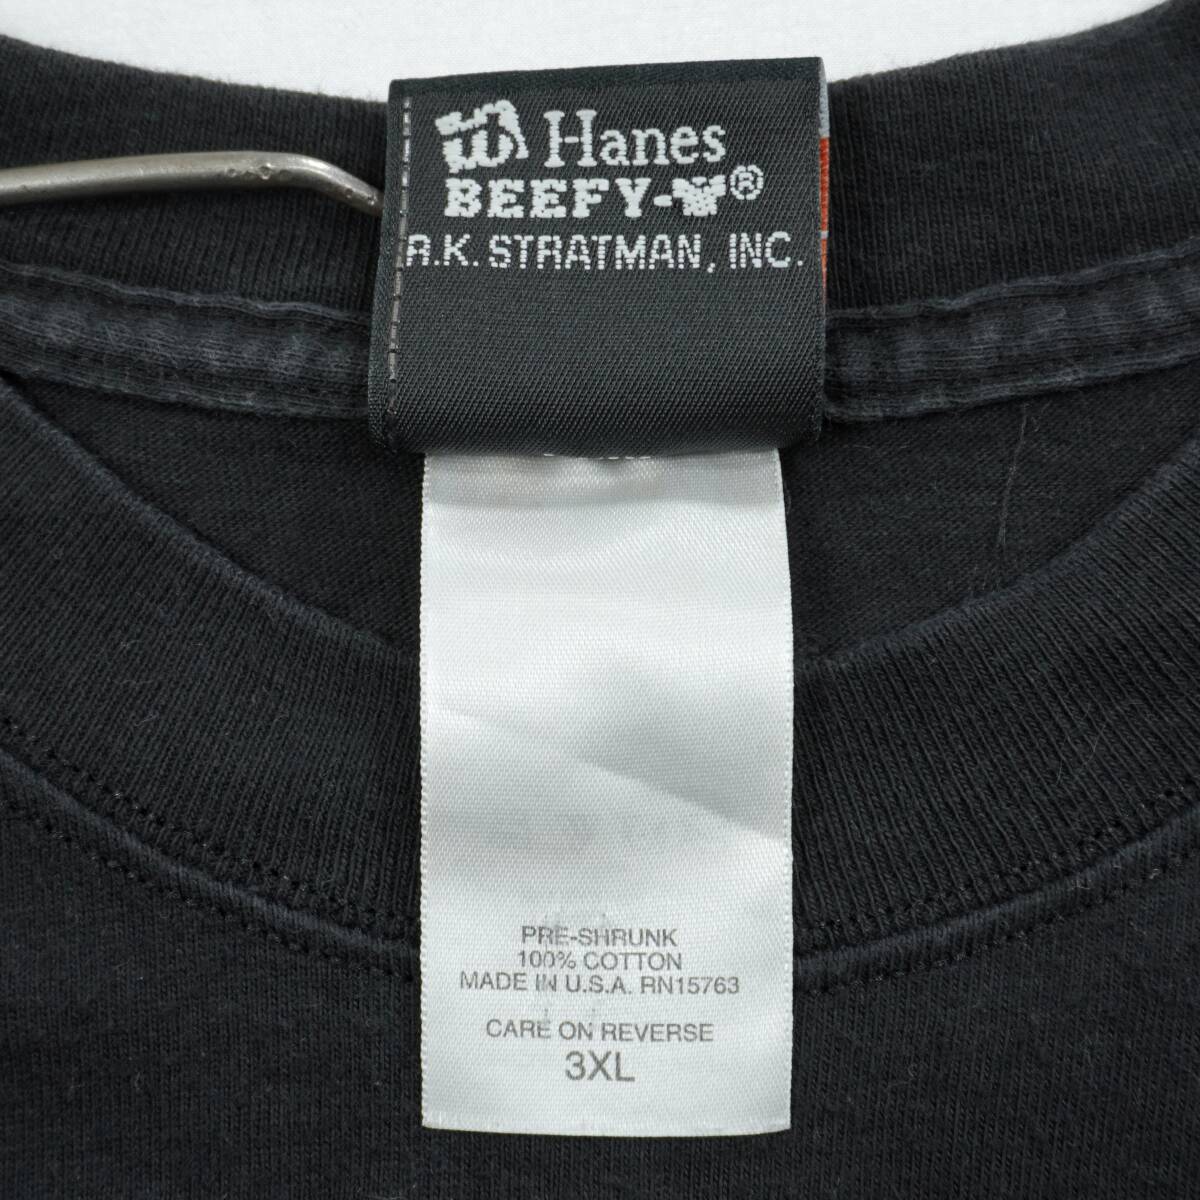 Hanes
BEEFY-T®
R.K. STRATMAN, INC.
PRE-SHRUNK
100% COTTON
MADE IN U.S.A. RN15763
CARE ON REVERSE
3XL